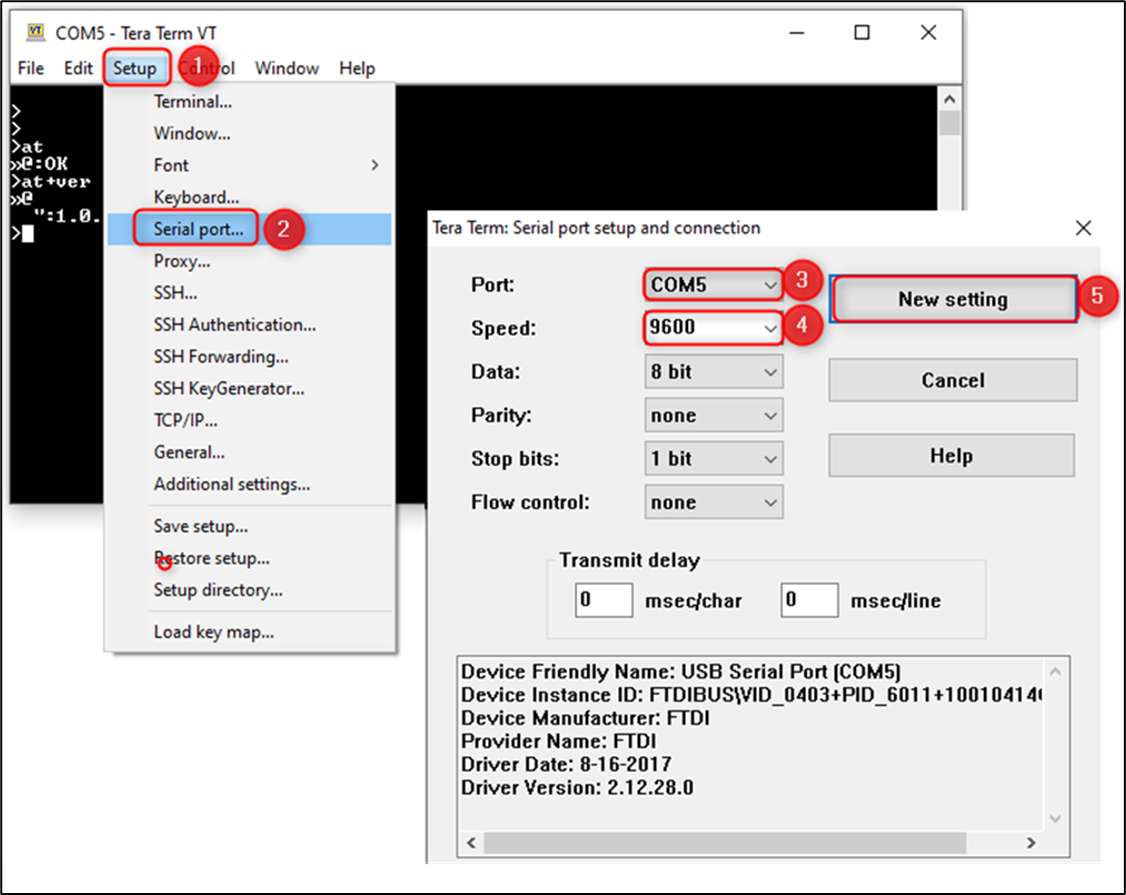 COM5 - Tera Term VT
File Edit Setup 1 Control Window Help
>
>
>at
»@:OK
>at+ver
»@
":1.0.
>
Terminal...
Window...
Font
Keyboard...
Serial port... 2
Proxy...
SSH...
SSH Authentication...
SSH Forwarding...
SSH KeyGenerator...
TCP/IP...
General...
Additional settings...
Save setup...
Restore setup...
Setup directory...
Load key map...
Tera Term: Serial port setup and connection
Port: COM5 3 New setting 5
Speed: 9600 4
Data: 8 bit Cancel
Parity: none
Stop bits: 1 bit Help
Flow control: none
Transmit delay
0 msec/char 0 msec/line
Device Friendly Name: USB Serial Port (COM5)
Device Instance ID: FTDIBUS\VID_0403+PID_6011+10010414
Device Manufacturer: FTDI
Provider Name: FTDI
Driver Date: 8-16-2017
Driver Version: 2.12.28.0